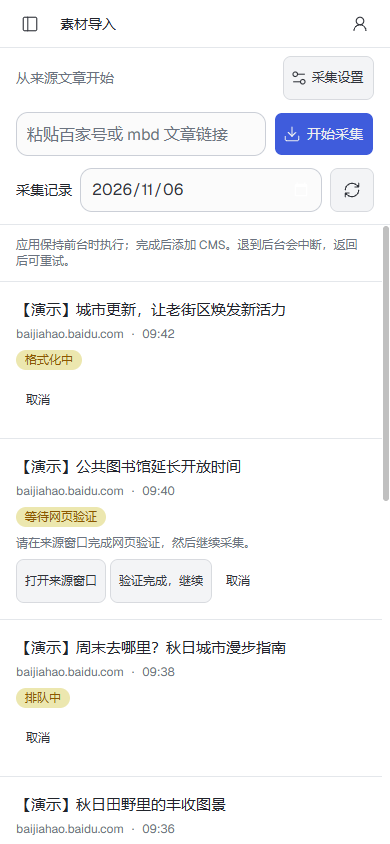 素材导入
从来源文章开始
采集设置
粘贴百家号或 mbd 文章链接
开始采集
采集记录
2026/11/06
应用保持前台时执行；完成后添加 CMS。退到后台会中断，返回
后可重试。
【演示】城市更新，让老街区焕发新活力
baijiahao.baidu.com · 09:42
格式化中
取消
【演示】公共图书馆延长开放时间
baijiahao.baidu.com · 09:40
等待网页验证
请在来源窗口完成网页验证，然后继续采集。
打开来源窗口 验证完成，继续 取消
【演示】周末去哪里？秋日城市漫步指南
baijiahao.baidu.com · 09:38
排队中
取消
【演示】秋日田野里的丰收图景
baijiahao.baidu.com · 09:36